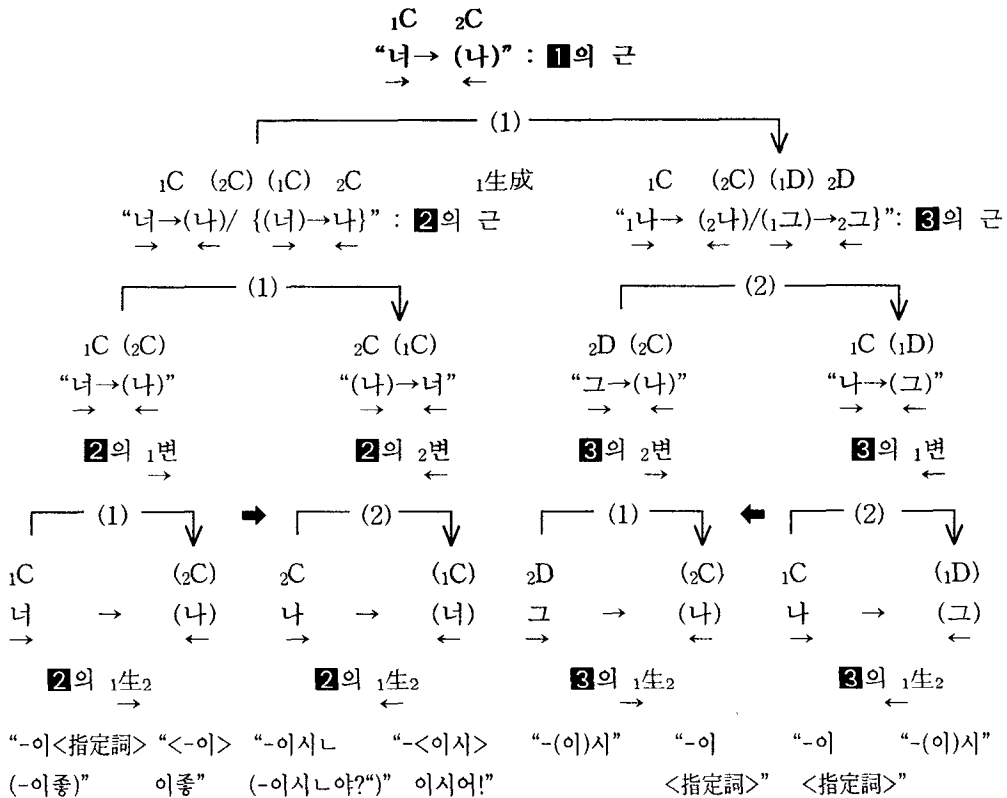 ₁C ₂C
“너→ (나)” : 1의 근
→ ←
(1)
₁C (₂C) (₁C) ₂C ₁生成 ₁C (₂C) (₁D) ₂D
“너→(나)/ {(너)→나}” : 2의 근 “₁나→ (₂나)/(₁그)→₂그}”: 3의 근
→ ← → ← → ← → ←
(1) (2)
₁C (₂C) ₂C (₁C) ₂D (₂C) ₁C (₁D)
“너→(나)” “(나)→너” “그→(나)” “나→(그)”
→ ← → ← → ← → ←
2의 ₁변 2의 ₂변 3의 ₂변 3의 ₁변
→ ← → ←
(1) ➡ (2) (1) ⬅ (2)
₁C (₂C) ₂C (₁C) ₂D (₂C) ₁C (₁D)
너 → (나) 나 → (너) 그 → (나) 나 → (그)
→ ← → ← → ← → ←
2의 ₁生₂ 2의 ₁生₂ 3의 ₁生₂ 3의 ₁生₂
→ ← → ←
“-이<指定詞> “<-이> “-이시ㄴ “-<이시> “-(이)시” “-이 “-이 “-(이)시”
(-이좋)” 이좋” (-이시ㄴ야?“)” 이시어!” <指定詞>” <指定詞>”